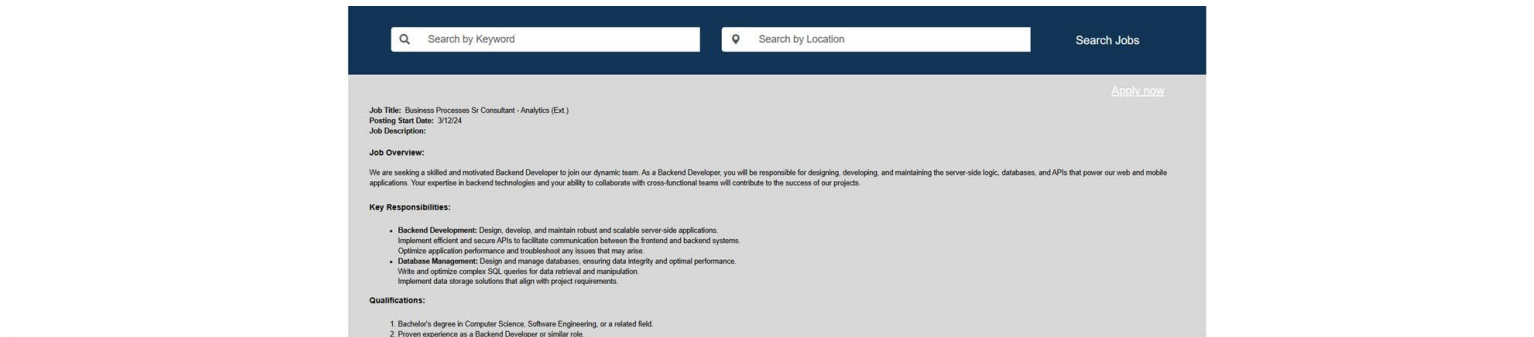 Search by Keyword
Search by Location
Search Jobs
Apply now
Job Title: Business Processes Sr Consultant - Analytics (Ext.)
Posting Start Date: 3/12/24
Job Description:
Job Overview:
We are seeking a skilled and motivated Backend Developer to join our dynamic team. As a Backend Developer, you will be responsible for designing, developing, and maintaining the server-side logic, databases, and APIs that power our web and mobile
applications. Your expertise in backend technologies and your ability to collaborate with cross-functional teams will contribute to the success of our projects.
Key Responsibilities:
• Backend Development: Design, develop, and maintain robust and scalable server-side applications.
Implement efficient and secure APIs to facilitate communication between the frontend and backend systems.
Optimize application performance and troubleshoot any issues that may arise.
• Database Management: Design and manage databases, ensuring data integrity and optimal performance.
Write and optimize complex SQL queries for data retrieval and manipulation.
Implement data storage solutions that align with project requirements.
Qualifications:
1. Bachelor's degree in Computer Science, Software Engineering, or a related field.
2. Proven experience as a Backend Developer or similar role.